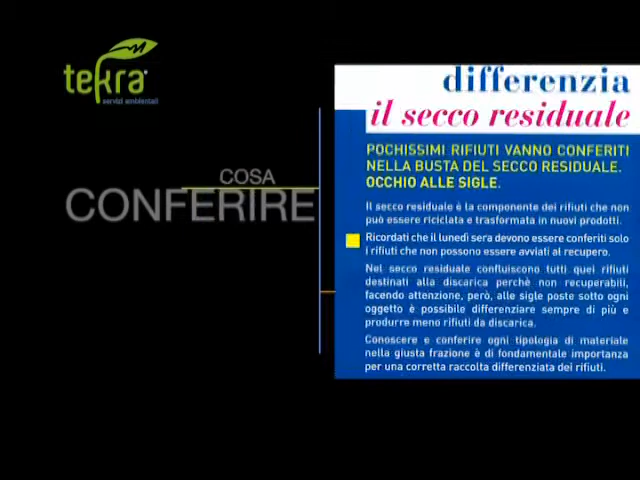 tekra
servizi ambientali
COSA
CONFERIRE
differenzia
il secco residuale
POCHISSIMI RIFIUTI VANNO CONFERITI
NELLA BUSTA DEL SECCO RESIDUALE.
OCCHIO ALLE SIGLE.
Il secco residuale è la componente dei rifiuti che non
può essere riciclata e trasformata in nuovi prodotti.
Ricordati che il lunedì sera devono essere conferiti solo
i rifiuti che non possono essere avviati al recupero.
Nel secco residuale confluiscono tutti quei rifiuti
destinati alla discarica perchè non recuperabili,
facendo attenzione, però, alle sigle poste sotto ogni
oggetto è possibile differenziare sempre di più e
produrre meno rifiuti da discarica.
Conoscere e conferire ogni tipologia di materiale
nella giusta frazione è di fondamentale importanza
per una corretta raccolta differenziata dei rifiuti.